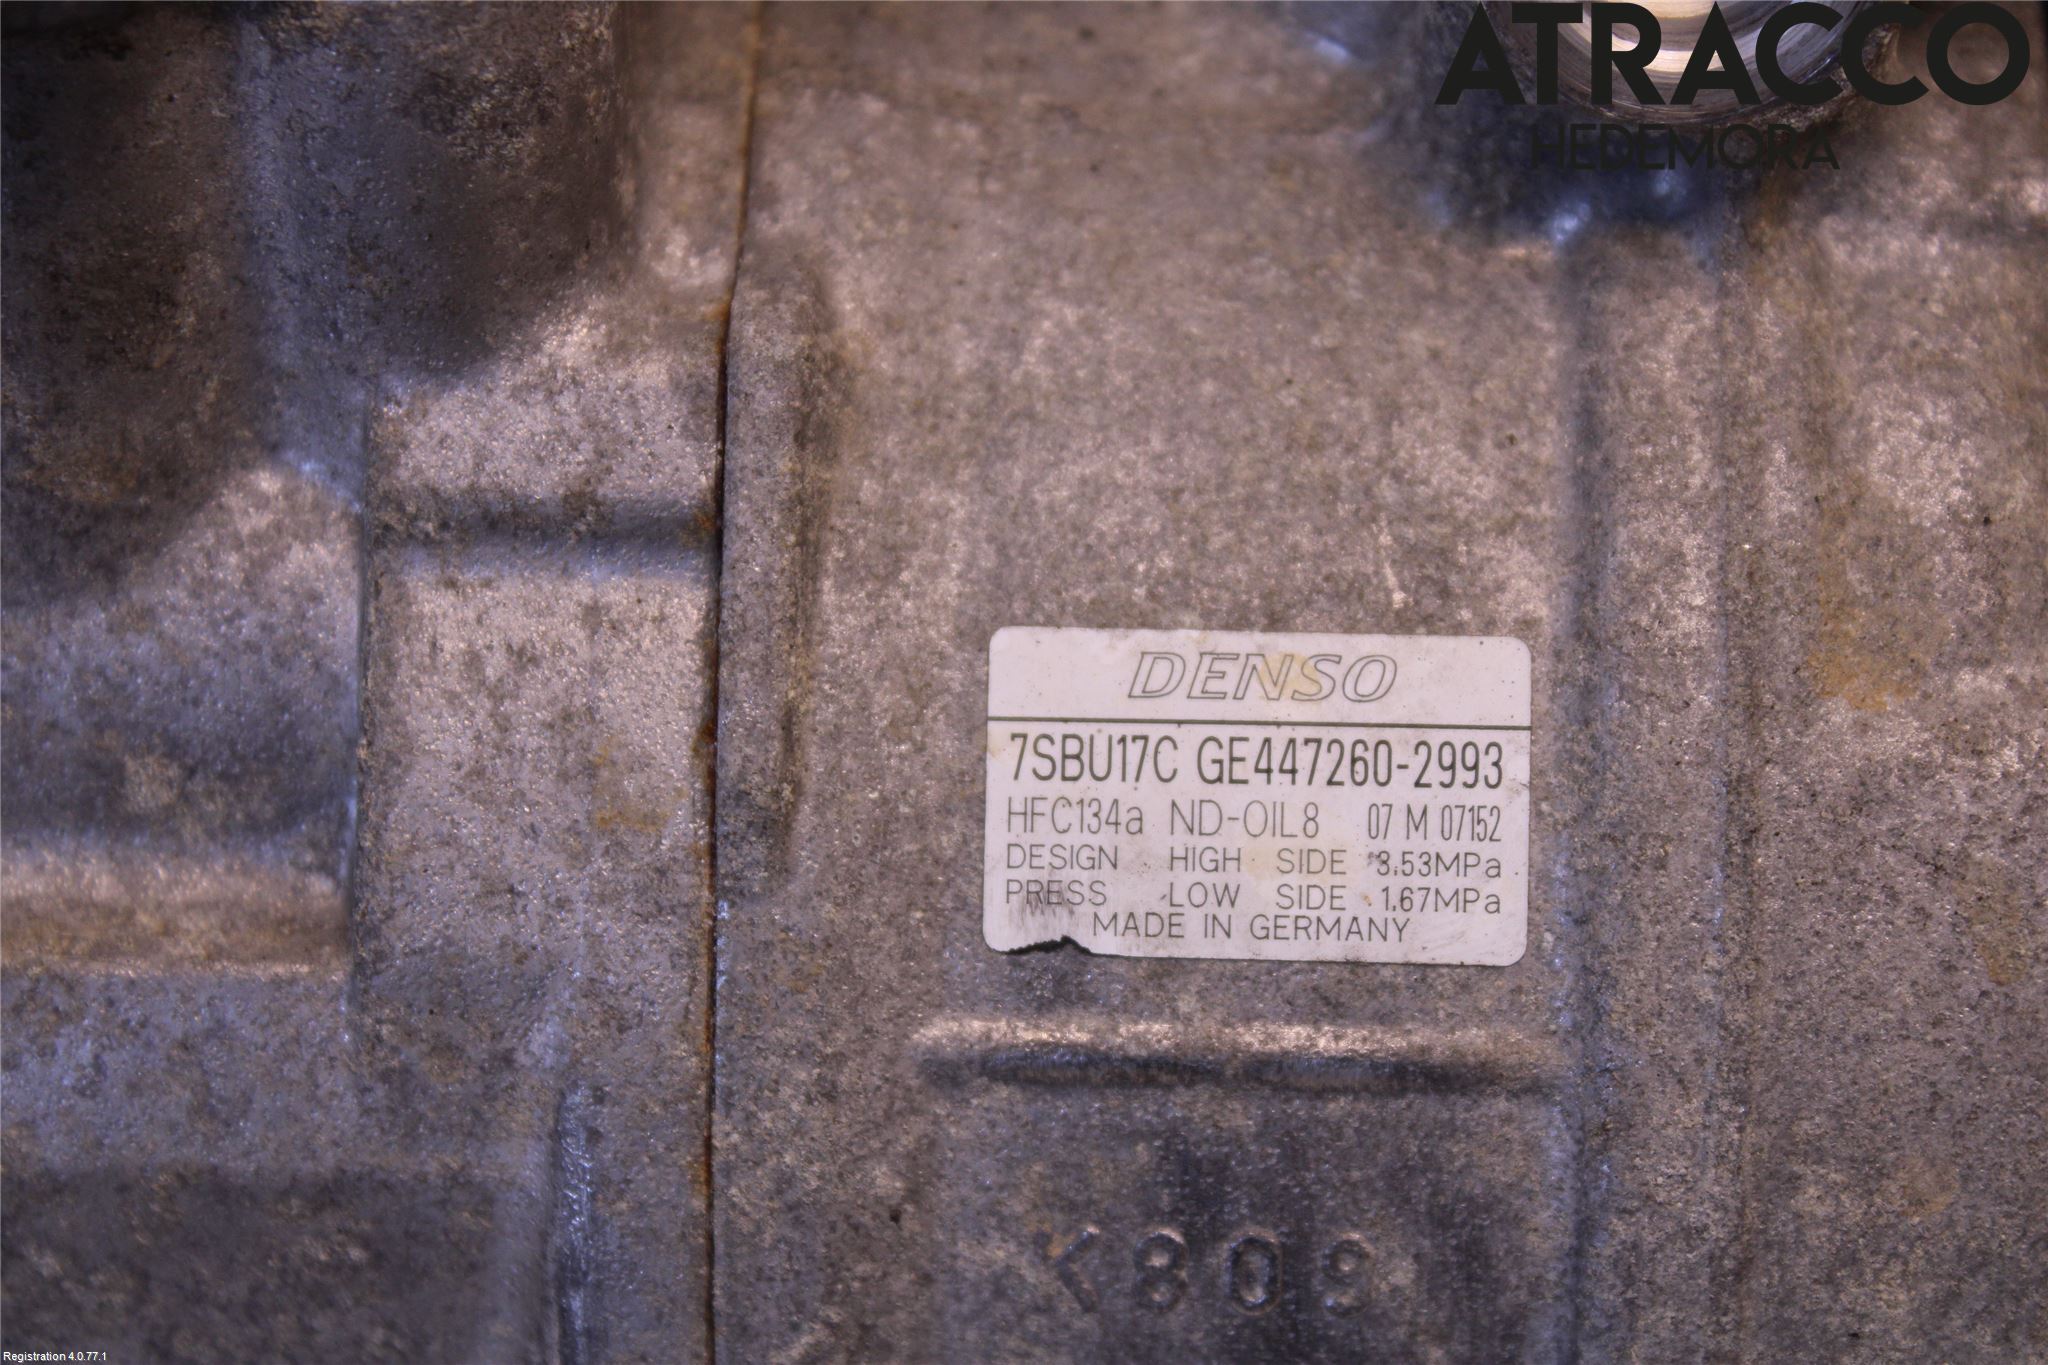 ATRACCO
HEDEMORA
DENSO
7SBU17C GE447260-2993
HFC134a ND-OIL8 07 M 07152
DESIGN HIGH SIDE 3.53MPa
PRESS LOW SIDE 1.67MPa
MADE IN GERMANY
Registration 4.0.77.1